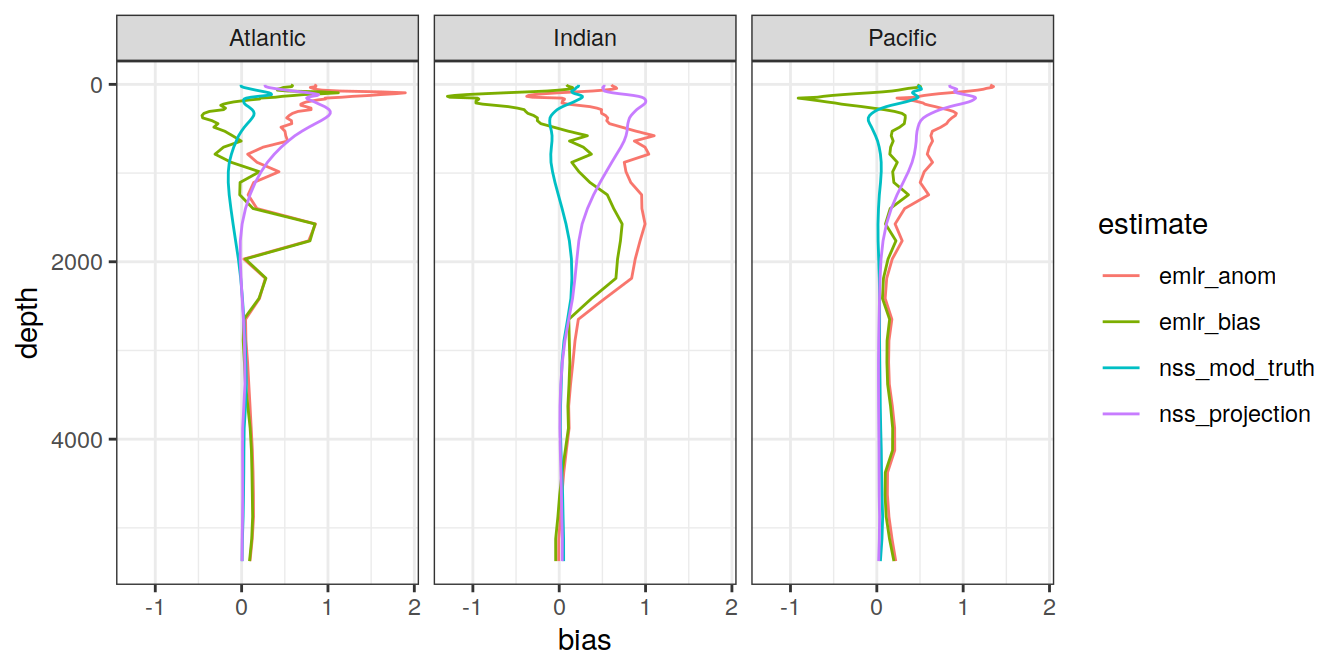 Atlantic Indian Pacific
0
2000
4000
depth
-1 0 1 2 -1 0 1 2 -1 0 1 2
bias
estimate
emlr_anom
emlr_bias
nss_mod_truth
nss_projection